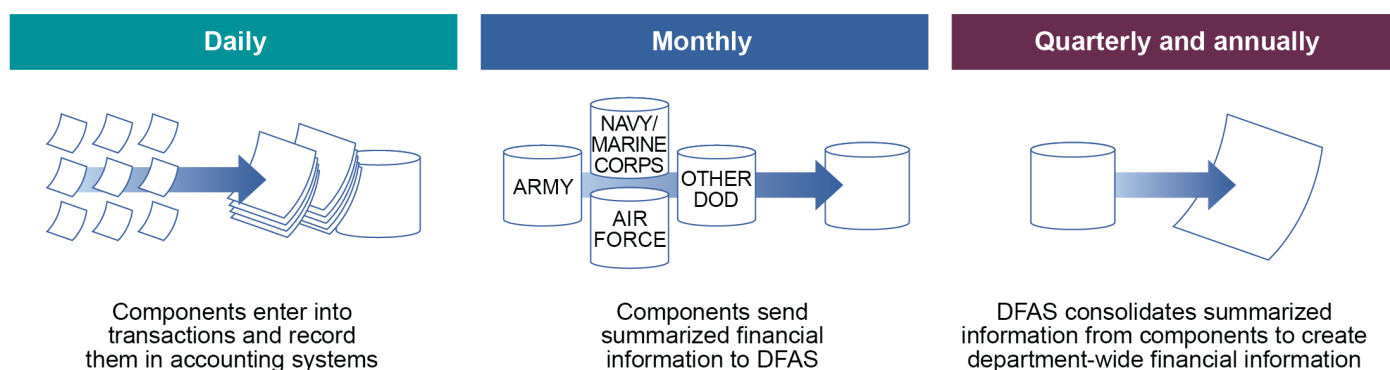 Daily
Monthly
Quarterly and annually
NAVY/
MARINE
CORPS
ARMY
OTHER
DOD
AIR
FORCE
Components enter into
transactions and record
them in accounting systems
Components send
summarized financial
information to DFAS
DFAS consolidates summarized
information from components to create
department-wide financial information